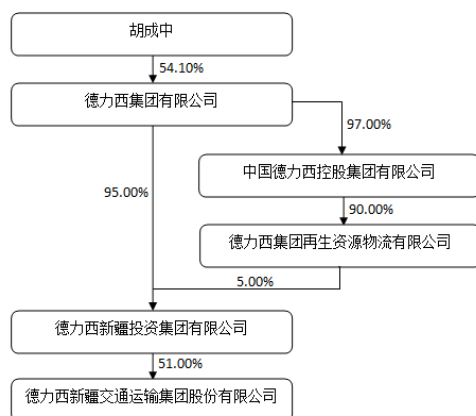 胡成中
54.10%
德力西集团有限公司
97.00%
中国德力西控股集团有限公司
95.00%
90.00%
德力西集团再生资源物流有限公司
5.00%
德力西新疆投资集团有限公司
51.00%
德力西新疆交通运输集团股份有限公司